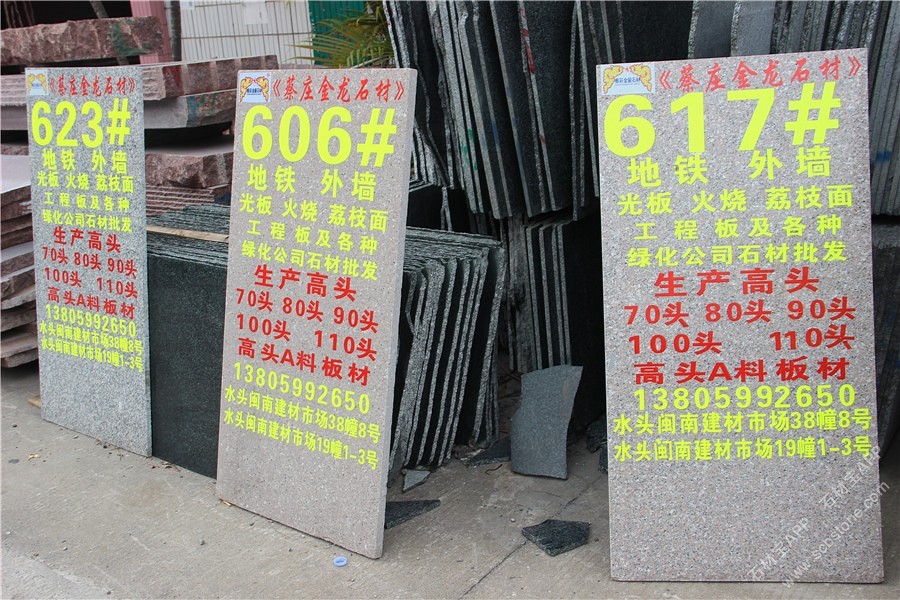 《蔡庄金龙石材》
623#
地铁 外墙
光板 火烧 荔枝面
工程 板及各种
绿化公司石材批发
生产高头
70头 80头 90头
100头 110头
高头A料板材
13805992650
水头闽南建材市场38幢8号
水头闽南建材市场19幢1-3号
《蔡庄金龙石材》
606#
地铁 外墙
光板 火烧 荔枝面
工程 板及各种
绿化公司石材批发
生产高头
70头 80头 90头
100头 110头
高头A料板材
13805992650
水头闽南建材市场38幢8号
水头闽南建材市场19幢1-3号
《蔡庄金龙石材》
617#
地铁 外墙
光板 火烧 荔枝面
工程 板及各种
绿化公司石材批发
生产高头
70头 80头 90头
100头 110头
高头A料板材
13805992650
水头闽南建材市场38幢8号
水头闽南建材市场19幢1-3号
石材宝APP 石材宝APP